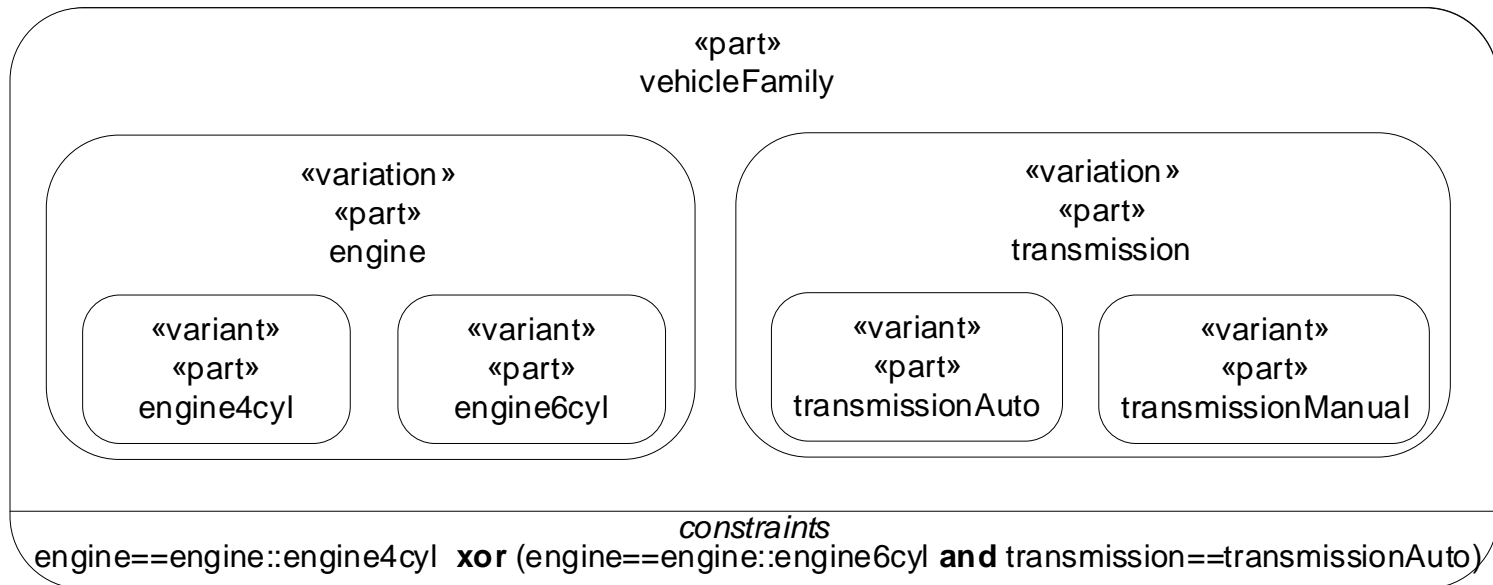 «part»
vehicleFamily
«variation»
«part»
engine
«variant»
«part»
engine4cyl
«variant»
«part»
engine6cyl
«variation»
«part»
transmission
«variant»
«part»
transmissionAuto
«variant»
«part»
transmissionManual
constraints
engine==engine::engine4cyl xor (engine==engine::engine6cyl and transmission==transmissionAuto)